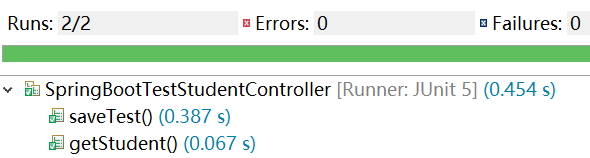 Runs: 2/2 Errors: 0 Failures: 0
SpringBootTestStudentController [Runner: JUnit 5] (0.454 s)
saveTest() (0.387 s)
getStudent() (0.067 s)